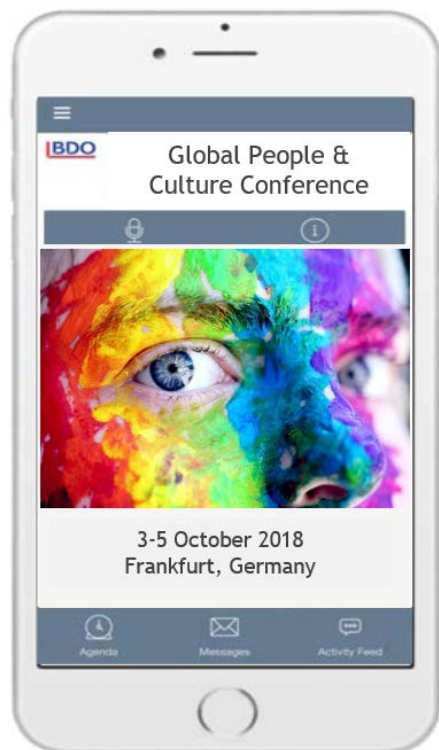 BDO
Global People &
Culture Conference
3-5 October 2018
Frankfurt, Germany
Agenda
Messages
Activity Feed